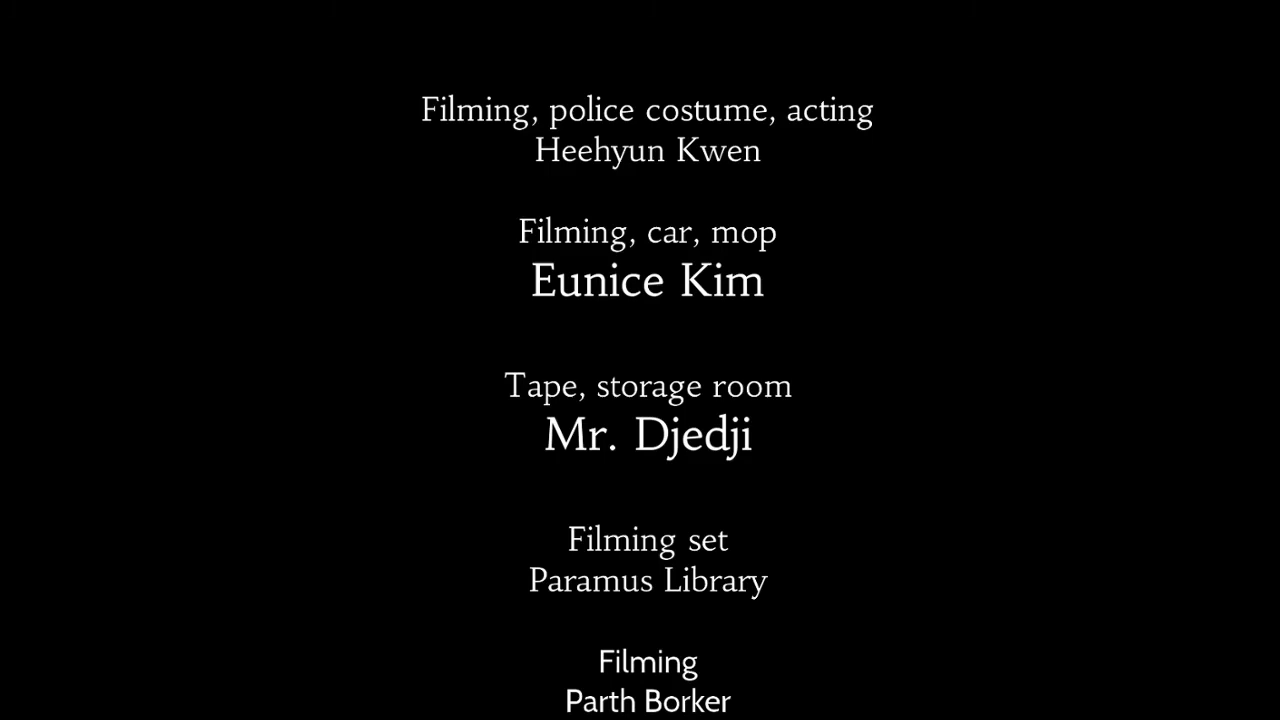 Filming, police costume, acting
Heehyun Kwen
Filming, car, mop
Eunice Kim
Tape, storage room
Mr. Djedji
Filming set
Paramus Library
Filming
Parth Borker